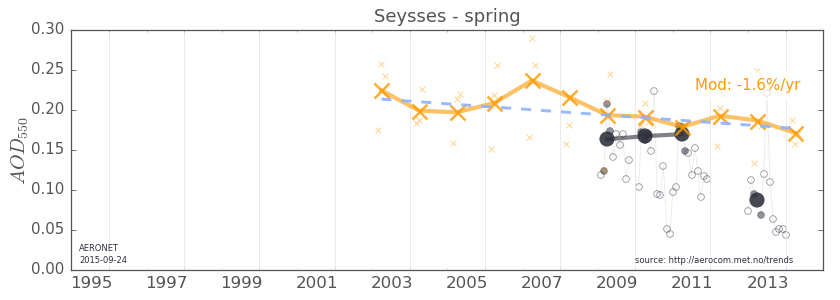 Seysses - spring
0.30
0.25
0.20
0.15
0.10
0.05
0.00
AOD550
Mod: -1.6%/yr
AERONET
2015-09-24
source: http://aerocom.met.no/trends
1995 1997 1999 2001 2003 2005 2007 2009 2011 2013